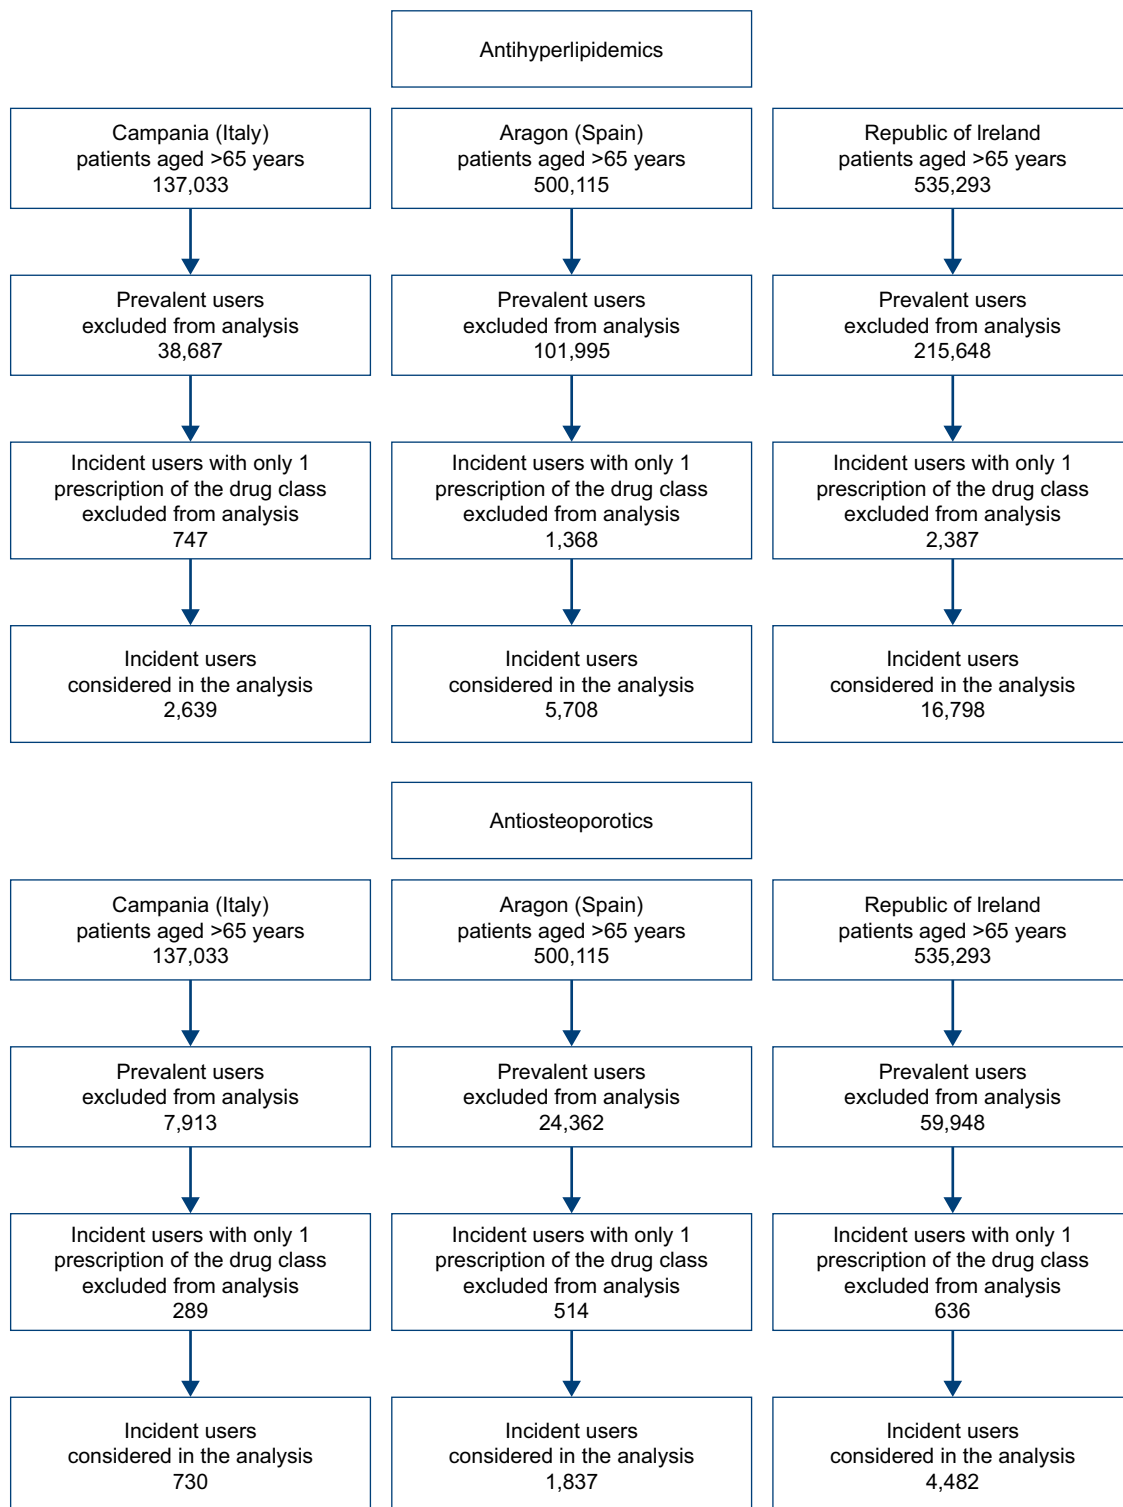 Antihyperlipidemics
Campania (Italy)
patients aged >65 years
137,033
Aragon (Spain)
patients aged >65 years
500,115
Republic of Ireland
patients aged >65 years
535,293
Prevalent users
excluded from analysis
38,687
Prevalent users
excluded from analysis
101,995
Prevalent users
excluded from analysis
215,648
Incident users with only 1
prescription of the drug class
excluded from analysis
747
Incident users with only 1
prescription of the drug class
excluded from analysis
1,368
Incident users with only 1
prescription of the drug class
excluded from analysis
2,387
Incident users
considered in the analysis
2,639
Incident users
considered in the analysis
5,708
Incident users
considered in the analysis
16,798
Antiosteoporotics
Campania (Italy)
patients aged >65 years
137,033
Aragon (Spain)
patients aged >65 years
500,115
Republic of Ireland
patients aged >65 years
535,293
Prevalent users
excluded from analysis
7,913
Prevalent users
excluded from analysis
24,362
Prevalent users
excluded from analysis
59,948
Incident users with only 1
prescription of the drug class
excluded from analysis
289
Incident users with only 1
prescription of the drug class
excluded from analysis
514
Incident users with only 1
prescription of the drug class
excluded from analysis
636
Incident users
considered in the analysis
730
Incident users
considered in the analysis
1,837
Incident users
considered in the analysis
4,482